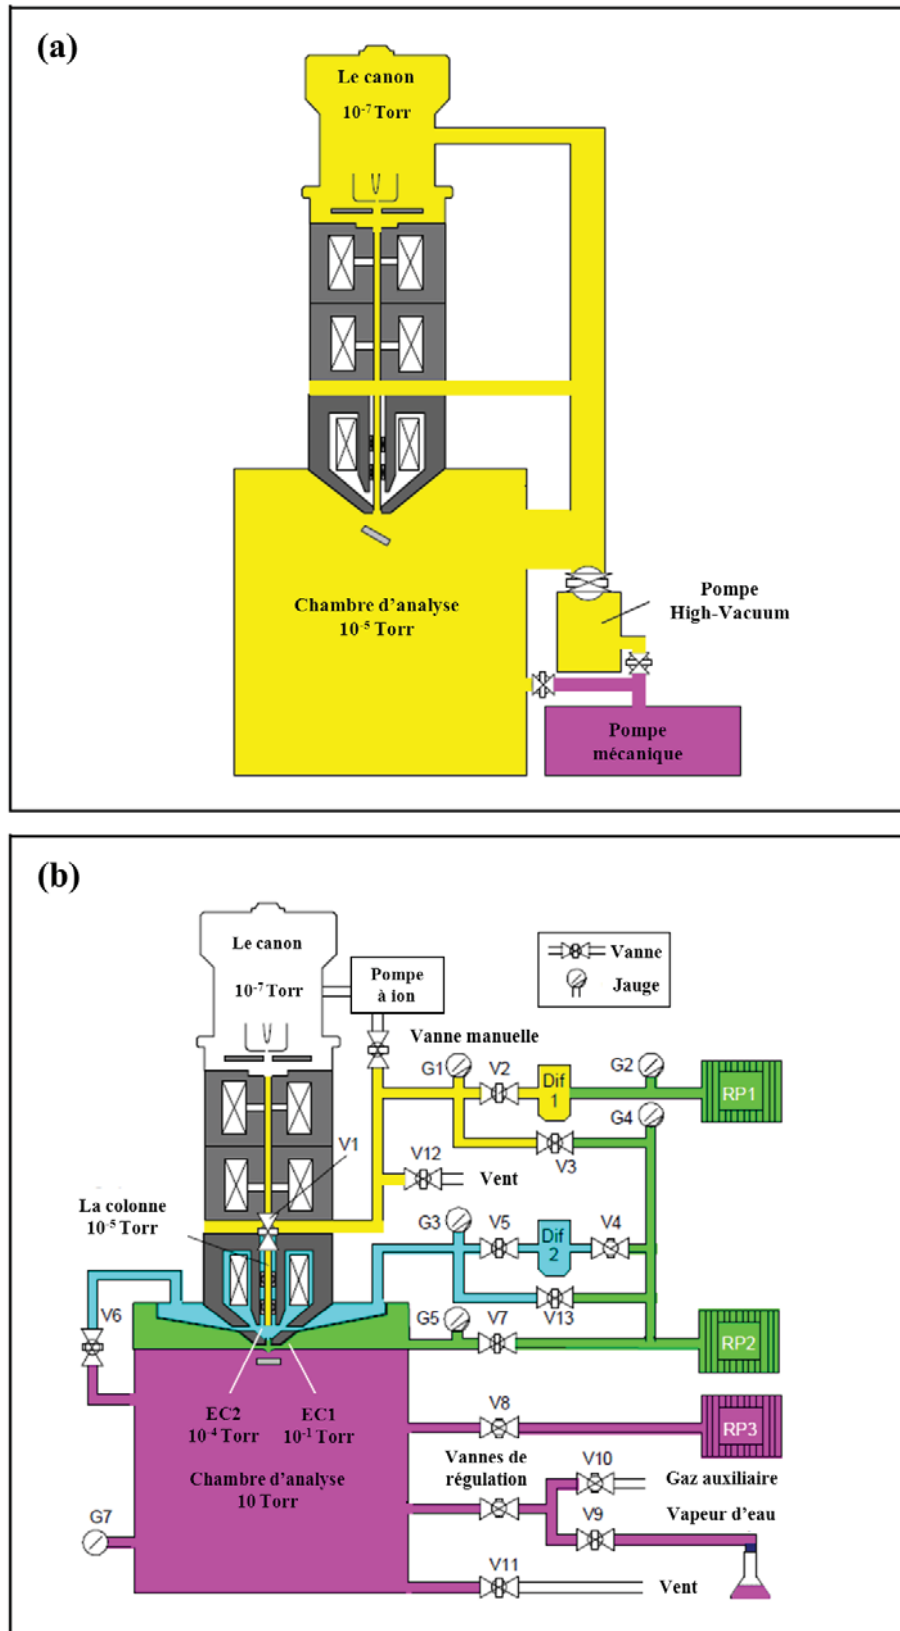 (a)
Le canon
10⁻⁷ Torr
Chambre d'analyse
10⁻⁵ Torr
Pompe
High-Vacuum
Pompe
mécanique
(b)
Le canon
10⁻⁷ Torr
Pompe
à ion
Vanne
Jauge
Vanne manuelle
G1
V2
Dif
1
G2
RP1
G4
V1
V3
V12
Vent
La colonne
10⁻⁵ Torr
G3
V5
Dif
2
V4
V6
V13
G5
V7
RP2
EC2
10⁻⁴ Torr
EC1
10⁻¹ Torr
V8
RP3
Vannes de
régulation
V10
Gaz auxiliaire
Chambre d'analyse
10 Torr
V9
Vapeur d'eau
G7
V11
Vent